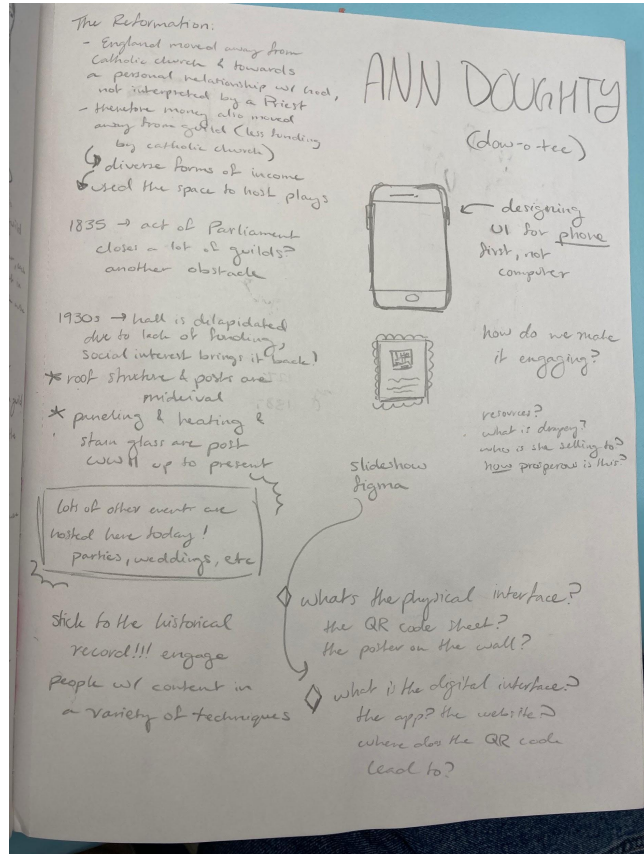 The Reformation:
- England moved away from
Catholic church & towards
a personal relationship w/ God,
not interpreted by a Priest
- therefore money also moved
away from guild (less funding
by catholic church)
diverse forms of income
used the space to host plays
1835 → act of Parliament
closes a lot of guilds?
another obstacle
1930s → hall is dilapidated
due to lack of funding,
social interest brings it back!
* roof structure & posts are
* paneling & heating &
stain glass are post
WWII up to present
lots of other events are
hosted here today!
parties, weddings, etc
stick to the historical
record!!! engage
people w/ content in
a variety of techniques
ANN DOUGHTY
(dow-o-tee)
← designing
UI for phone
first, not
computer
how do we make
it engaging?
resources?
what is
who is she selling to?
how prosperous is this?
slideshow
figma
whats the physical interface?
the QR code sheet?
the poster on the wall?
what is the digital interface?
the app? the website?
where does the QR code
lead to?